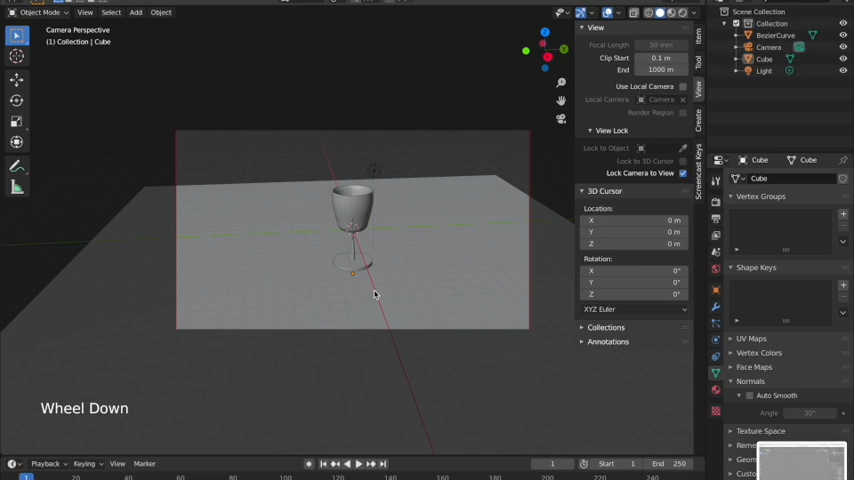 Object Mode View Select Add Object
Camera Perspective
(1) Collection | Cube
Z
Y
View
Focal Length 50 mm
Clip Start 0.1 m
End 1000 m
Use Local Camera
Local Camera Camera
Render Region
View Lock
Lock to Object
Lock to 3D Cursor
Lock Camera to View
3D Cursor
Location:
X 0 m
Y 0 m
Z 0 m
Rotation:
X 0°
Y 0°
Z 0°
XYZ Euler
Collections
Annotations
Item
Tool
View
Create
Screencast Keys
Scene Collection
Collection
BezierCurve
Camera
Cube
Light
Cube Cube
Cube
Vertex Groups
Shape Keys
UV Maps
Vertex Colors
Face Maps
Normals
Auto Smooth
Angle 30°
Texture Space
Reme
Geom
Custo
Wheel Down
Playback Keying View Marker
1 Start 1 End 250
1 20 40 60 80 100 120 140 160 180 200 220 240